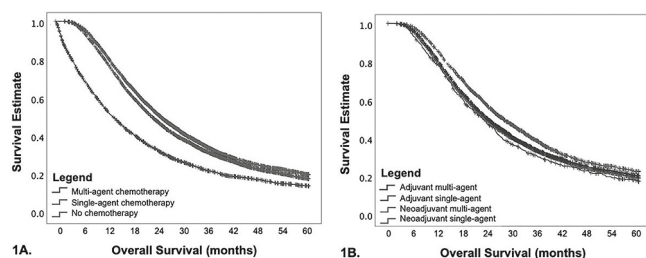 1.0
0.8
0.6
0.4
0.2
0.0
Survival Estimate
Legend
Multi-agent chemotherapy
Single-agent chemotherapy
No chemotherapy
0 6 12 18 24 30 36 42 48 54 60
1A. Overall Survival (months)
1.0
0.8
0.6
0.4
0.2
0.0
Survival Estimate
Legend
Adjuvant multi-agent
Adjuvant single-agent
Neoadjuvant multi-agent
Neoadjuvant single-agent
0 6 12 18 24 30 36 42 48 54 60
1B. Overall Survival (months)